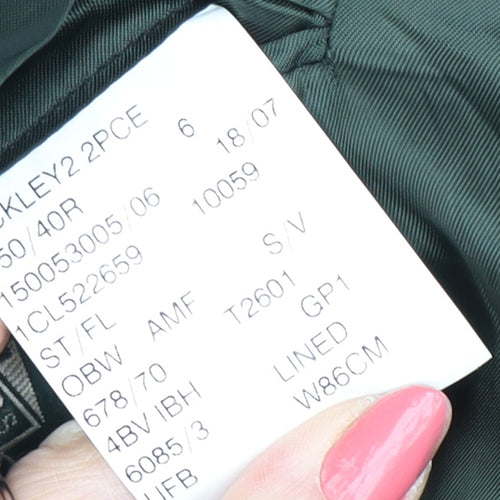 CKLEY2 2PCE 6 18/07
50/40R
150053005/06 10059
1CL522659
ST/FL S/V
OBW AMF T2601
678/70 GP1
4BV IBH LINED
6085/3 W86CM
UFB